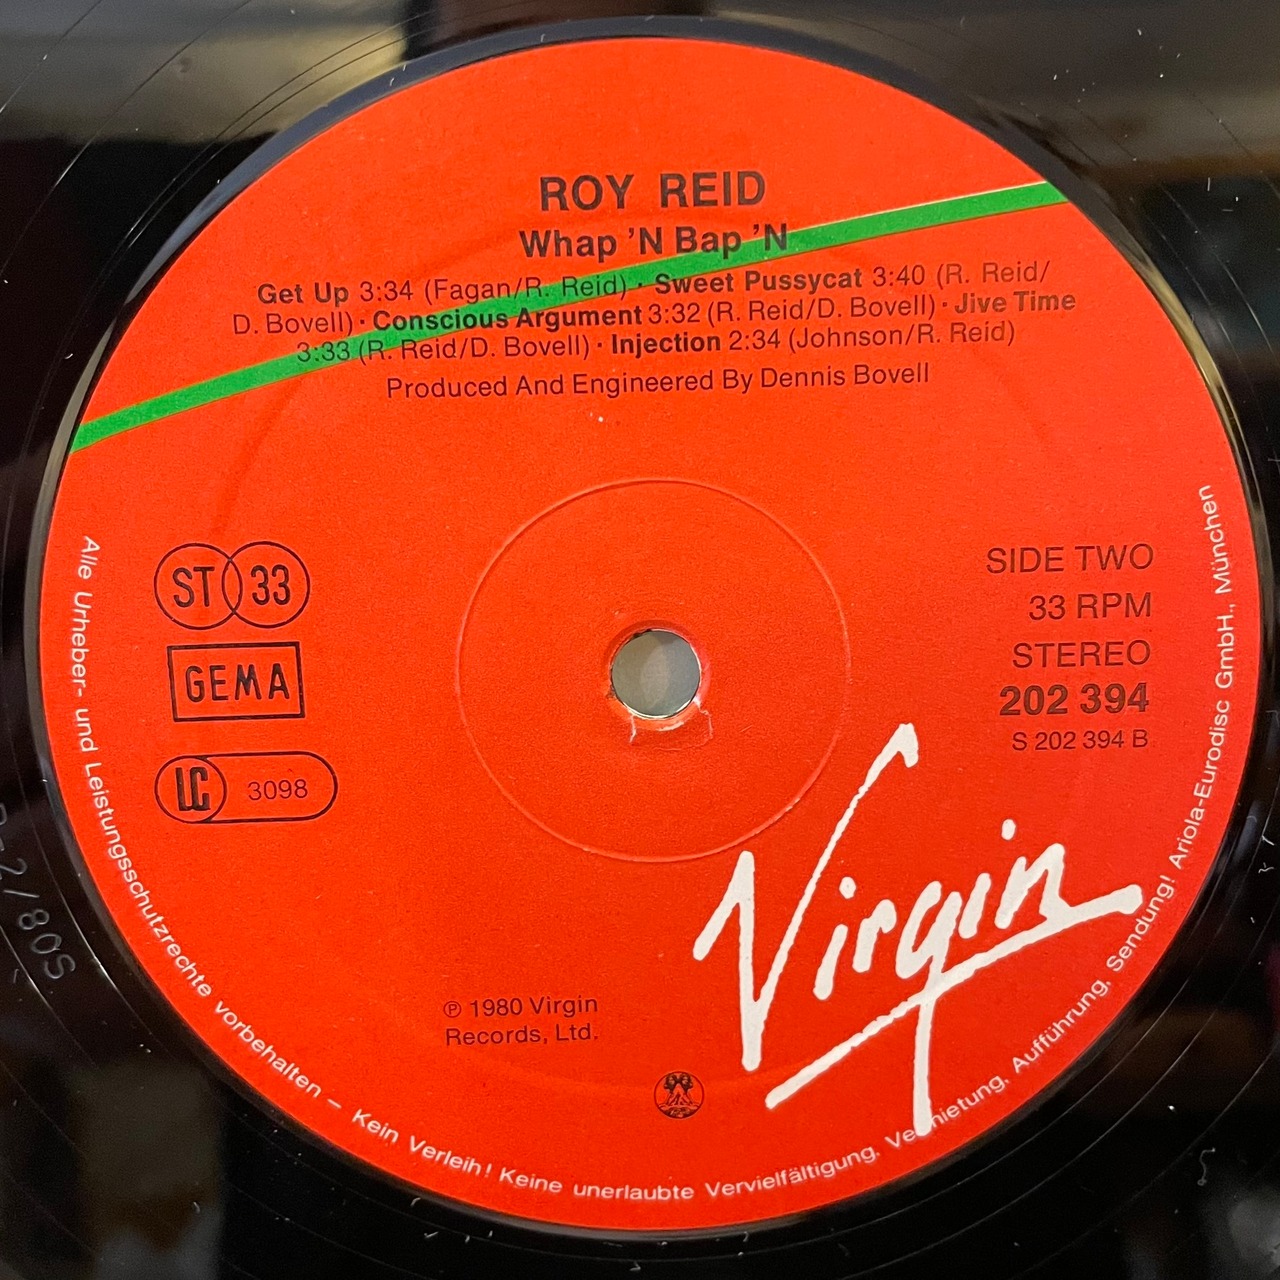 ROY REID
Whap 'N Bap 'N
Get Up 3:34 (Fagan/R. Reid) · Sweet Pussycat 3:40 (R. Reid/
D. Bovell) · Conscious Argument 3:32 (R. Reid/D. Bovell) · Jive Time
3:33 (R. Reid/D. Bovell) · Injection 2:34 (Johnson/R. Reid)
Produced And Engineered By Dennis Bovell
ST 33
GEMA
LC 3098
SIDE TWO
33 RPM
STEREO
202 394
S 202 394 B
Virgin
℗ 1980 Virgin
Records, Ltd.
Alle Urheber- und Leistungsschutzrechte vorbehalten – Kein Verleih! Keine unerlaubte Vervielfältigung, Vermietung, Aufführung, Sendung! Ariola-Eurodisc GmbH., München
2/80S